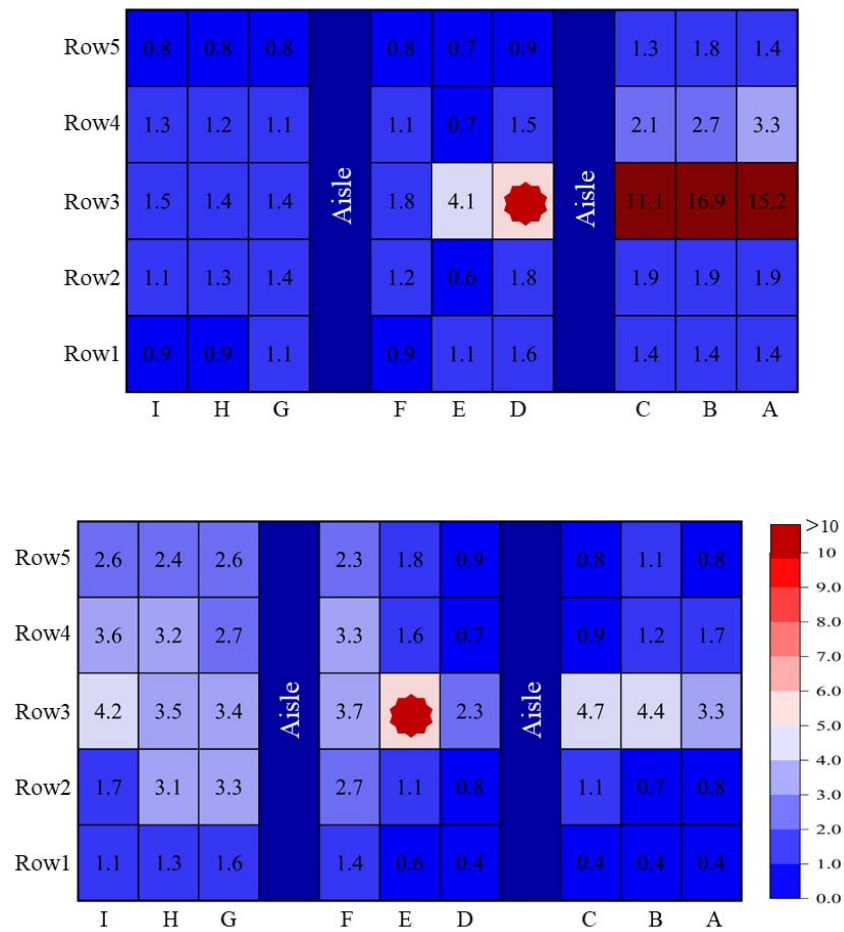 Row5 0.8 0.8 0.8 0.8 0.7 0.9 1.3 1.8 1.4
Row4 1.3 1.2 1.1 1.1 0.7 1.5 2.1 2.7 3.3
Row3 1.5 1.4 1.4 Aisle 1.8 4.1 Aisle 11.1 16.9 15.2
Row2 1.1 1.3 1.4 1.2 0.6 1.8 1.9 1.9 1.9
Row1 0.9 0.9 1.1 0.9 1.1 1.6 1.4 1.4 1.4
I H G F E D C B A
Row5 2.6 2.4 2.6 2.3 1.8 0.9 0.8 1.1 0.8
Row4 3.6 3.2 2.7 3.3 1.6 0.7 0.9 1.2 1.7
Row3 4.2 3.5 3.4 Aisle 3.7 2.3 Aisle 4.7 4.4 3.3
Row2 1.7 3.1 3.3 2.7 1.1 0.8 1.1 0.7 0.8
Row1 1.1 1.3 1.6 1.4 0.6 0.4 0.4 0.4 0.4
I H G F E D C B A
>10
10
9.0
8.0
7.0
6.0
5.0
4.0
3.0
2.0
1.0
0.0